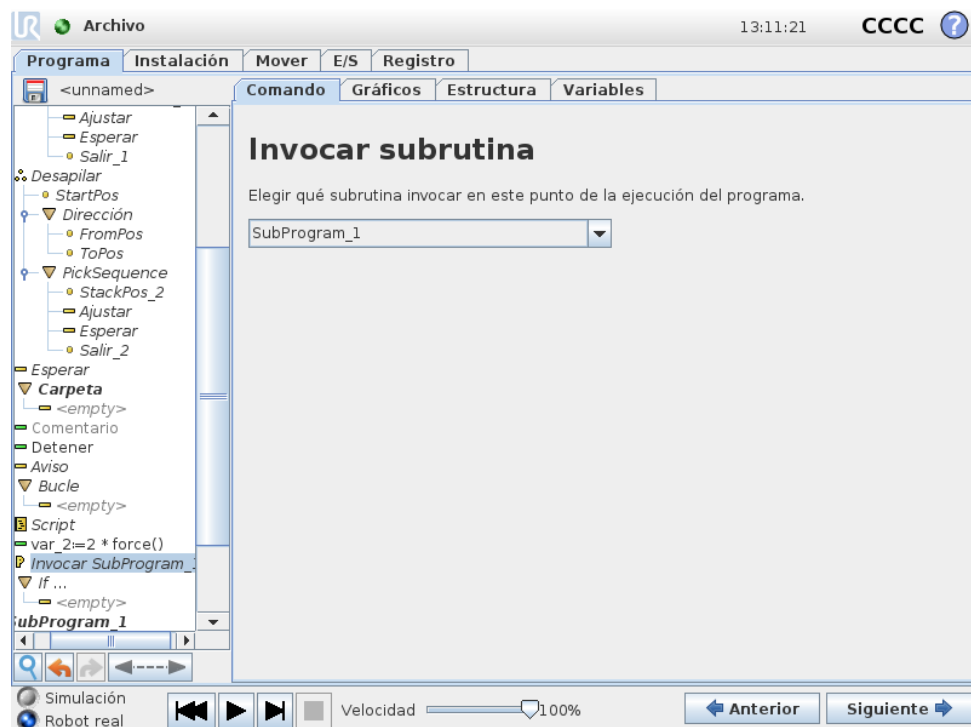 UR Archivo 13:11:21 CCCC ?
Programa Instalación Mover E/S Registro
<unnamed> Comando Gráficos Estructura Variables
Ajustar
Esperar
Salir_1
Desapilar
StartPos
Dirección
FromPos
ToPos
PickSequence
StackPos_2
Ajustar
Esperar
Salir_2
Esperar
Carpeta
<empty>
Comentario
Detener
Aviso
Bucle
<empty>
Script
var_2:=2 * force()
Invocar SubProgram_1
If ...
<empty>
SubProgram_1
Invocar subrutina
Elegir qué subrutina invocar en este punto de la ejecución del programa.
SubProgram_1
Simulación
Robot real
Velocidad 100%
Anterior Siguiente